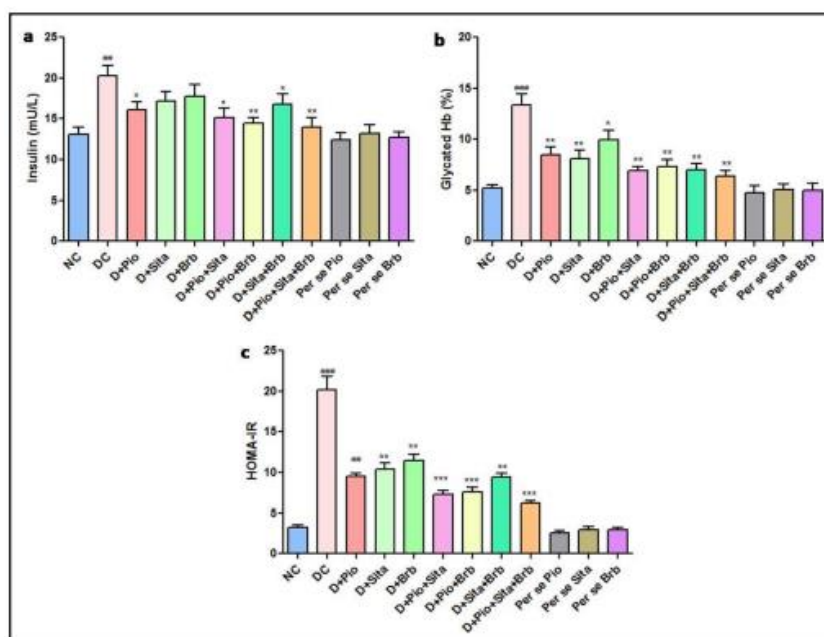 a
Insulin (mU/L)
25
20
15
10
5
0
##
*
*
**
*
**
NC
DC
D+Pio
D+Sita
D+Brb
D+Pio+Sita
D+Pio+Brb
D+Sita+Brb
D+Pio+Sita+Brb
Per se Pio
Per se Sita
Per se Brb
b
Glycated Hb (%)
20
15
10
5
0
###
**
**
*
**
**
**
**
NC
DC
D+Pio
D+Sita
D+Brb
D+Pio+Sita
D+Pio+Brb
D+Sita+Brb
D+Pio+Sita+Brb
Per se Pio
Per se Sita
Per se Brb
c
HOMA-IR
25
20
15
10
5
0
###
##
**
**
***
***
**
***
NC
DC
D+Pio
D+Sita
D+Brb
D+Pio+Sita
D+Pio+Brb
D+Sita+Brb
D+Pio+Sita+Brb
Per se Pio
Per se Sita
Per se Brb